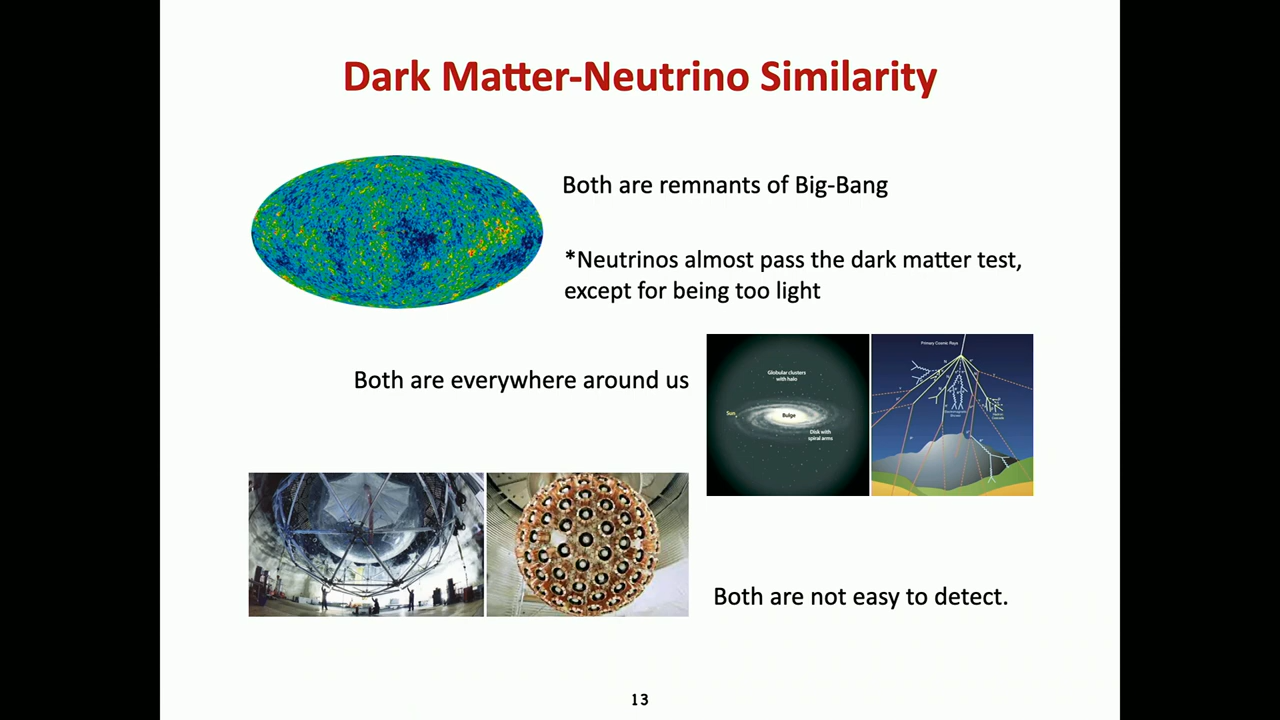 Dark Matter-Neutrino Similarity
Both are remnants of Big-Bang
*Neutrinos almost pass the dark matter test,
except for being too light
Both are everywhere around us
Globular clusters
with halo
Sun
Bulge
Disk with
spiral arms
Primary Cosmic Rays
Both are not easy to detect.
13